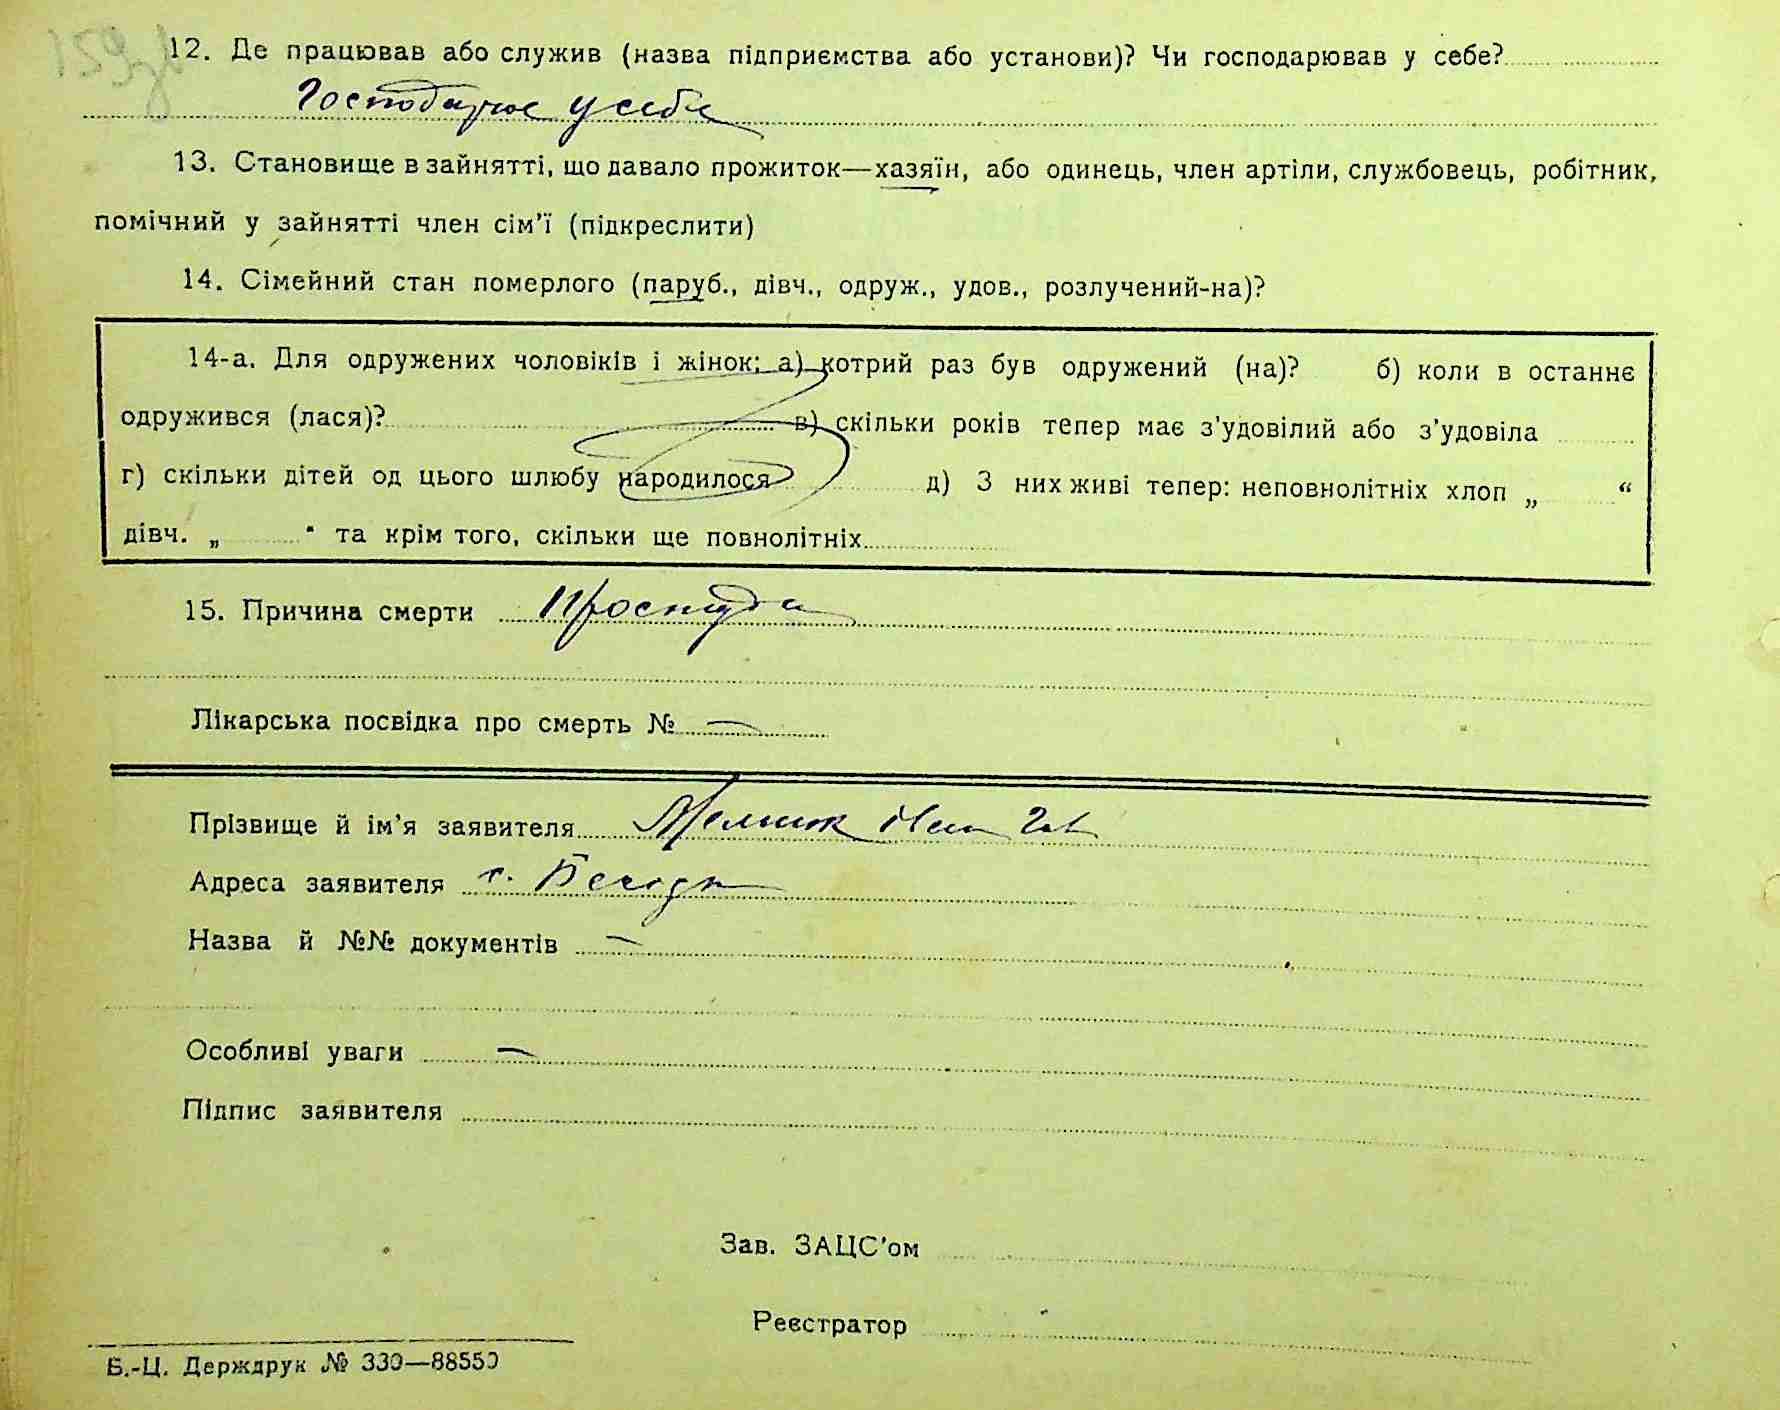 159зв
12. Де працював або служив (назва підприємства або установи)? Чи господарював у себе?
Господарює у себе
13. Становище в зайнятті, що давало прожиток—хазяїн, або одинець, член артіли, службовець, робітник,
помічний у зайнятті член сім'ї (підкреслити)
14. Сімейний стан померлого (паруб., дівч., одруж., удов., розлучений-на)?
14-а. Для одружених чоловіків і жінок: а) котрий раз був одружений (на)? б) коли в останнє
одружився (лася)? в) скільки років тепер має з'удовілий або з'удовіла
г) скільки дітей од цього шлюбу народилося д) З них живі тепер: неповнолітніх хлоп „ “
дівч. „ “ та крім того, скільки ще повнолітніх
15. Причина смерти Простуда
Лікарська посвідка про смерть № —
Прізвище й ім'я заявителя Мельник
Адреса заявителя с.
Назва й №№ документів —
Особливі уваги —
Підпис заявителя
Зав. ЗАЦС'ом
Реєстратор
Б.-Ц. Держдрук № 330—88550